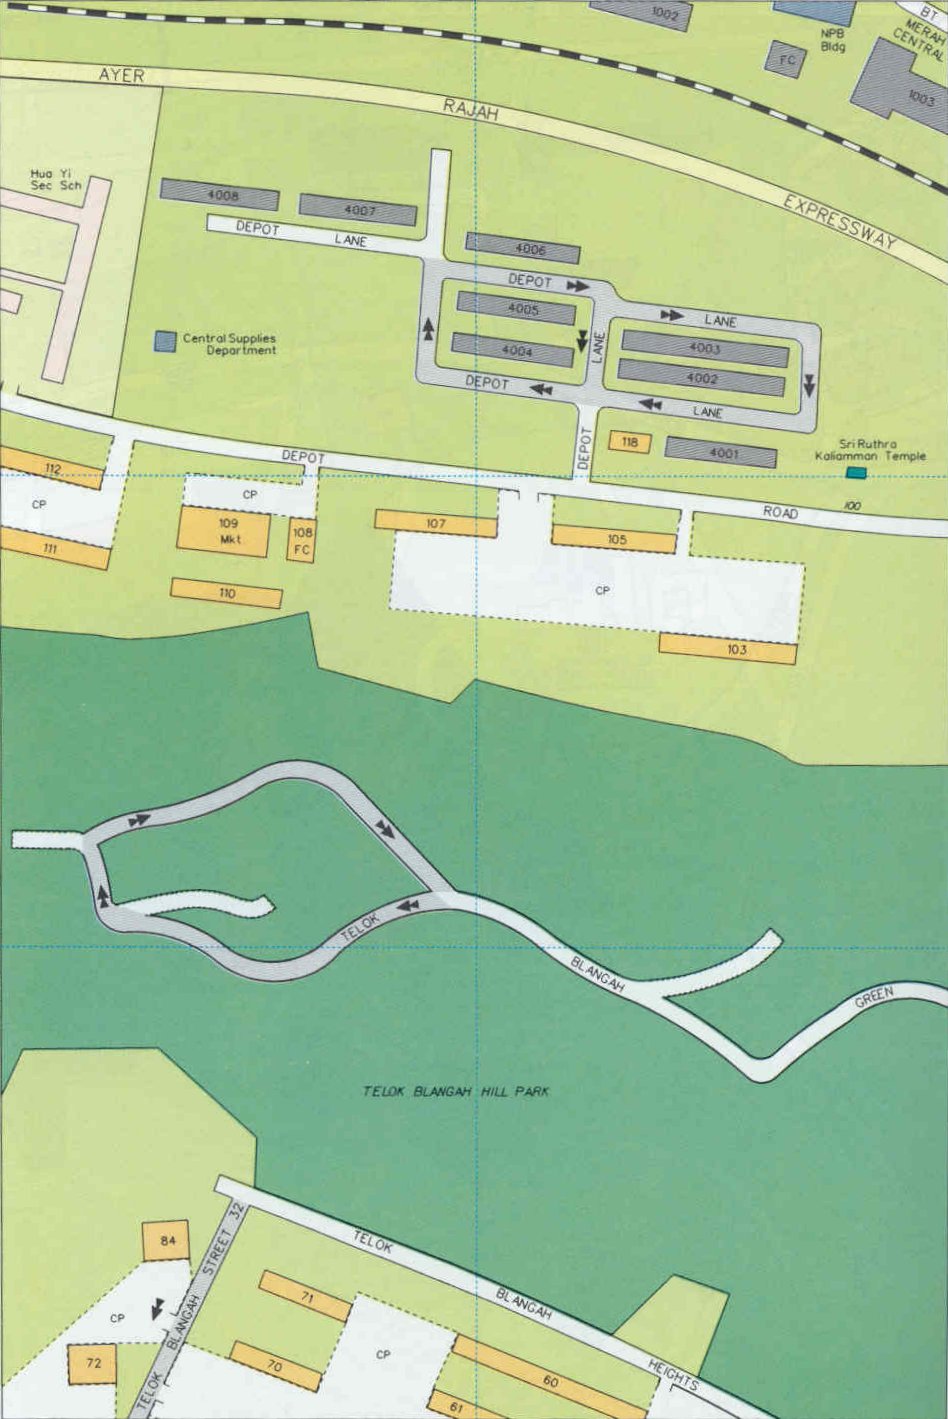 1002
NPB
Bldg
BT
MERAH
CENTRAL
FC
1003
AYER
RAJAH
EXPRESSWAY
Hua Yi
Sec Sch
4008
4007
DEPOT
LANE
4006
DEPOT
4005
LANE
LANE
4003
4004
4002
DEPOT
LANE
Central Supplies
Department
DEPOT
118
4001
Sri Ruthra
Kaliamman Temple
DEPOT
112
CP
CP
ROAD
100
109
Mkt
108
FC
107
105
111
110
CP
103
TELOK
BLANGAH
GREEN
TELOK BLANGAH HILL PARK
TELOK
BLANGAH
HEIGHTS
84
STREET 32
BLANGAH
TELOK
CP
71
72
70
CP
60
61